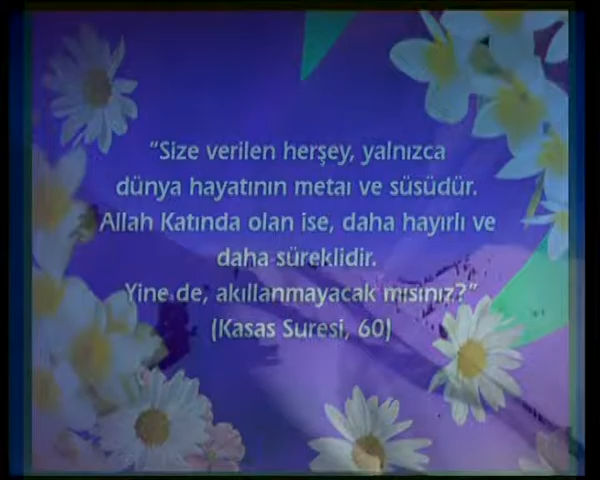 “Size verilen herşey, yalnızca
dünya hayatının metaı ve süsüdür.
Allah Katında olan ise, daha hayırlı ve
daha süreklidir.
Yine de, akıllanmayacak mısınız?”
(Kasas Suresi, 60)